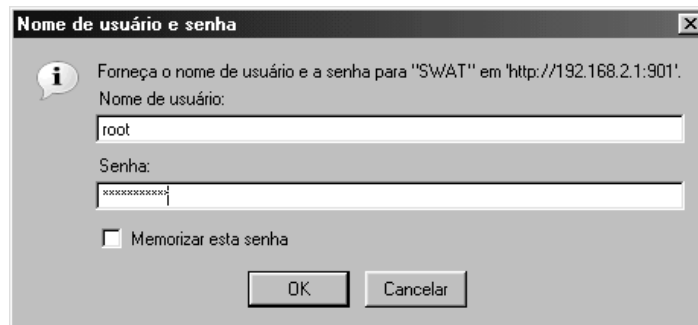 Nome de usuário e senha
Forneça o nome de usuário e a senha para "SWAT" em 'http://192.168.2.1:901'.
Nome de usuário:
root
Senha:
xxxxxxxxxx
Memorizar esta senha
OK Cancelar